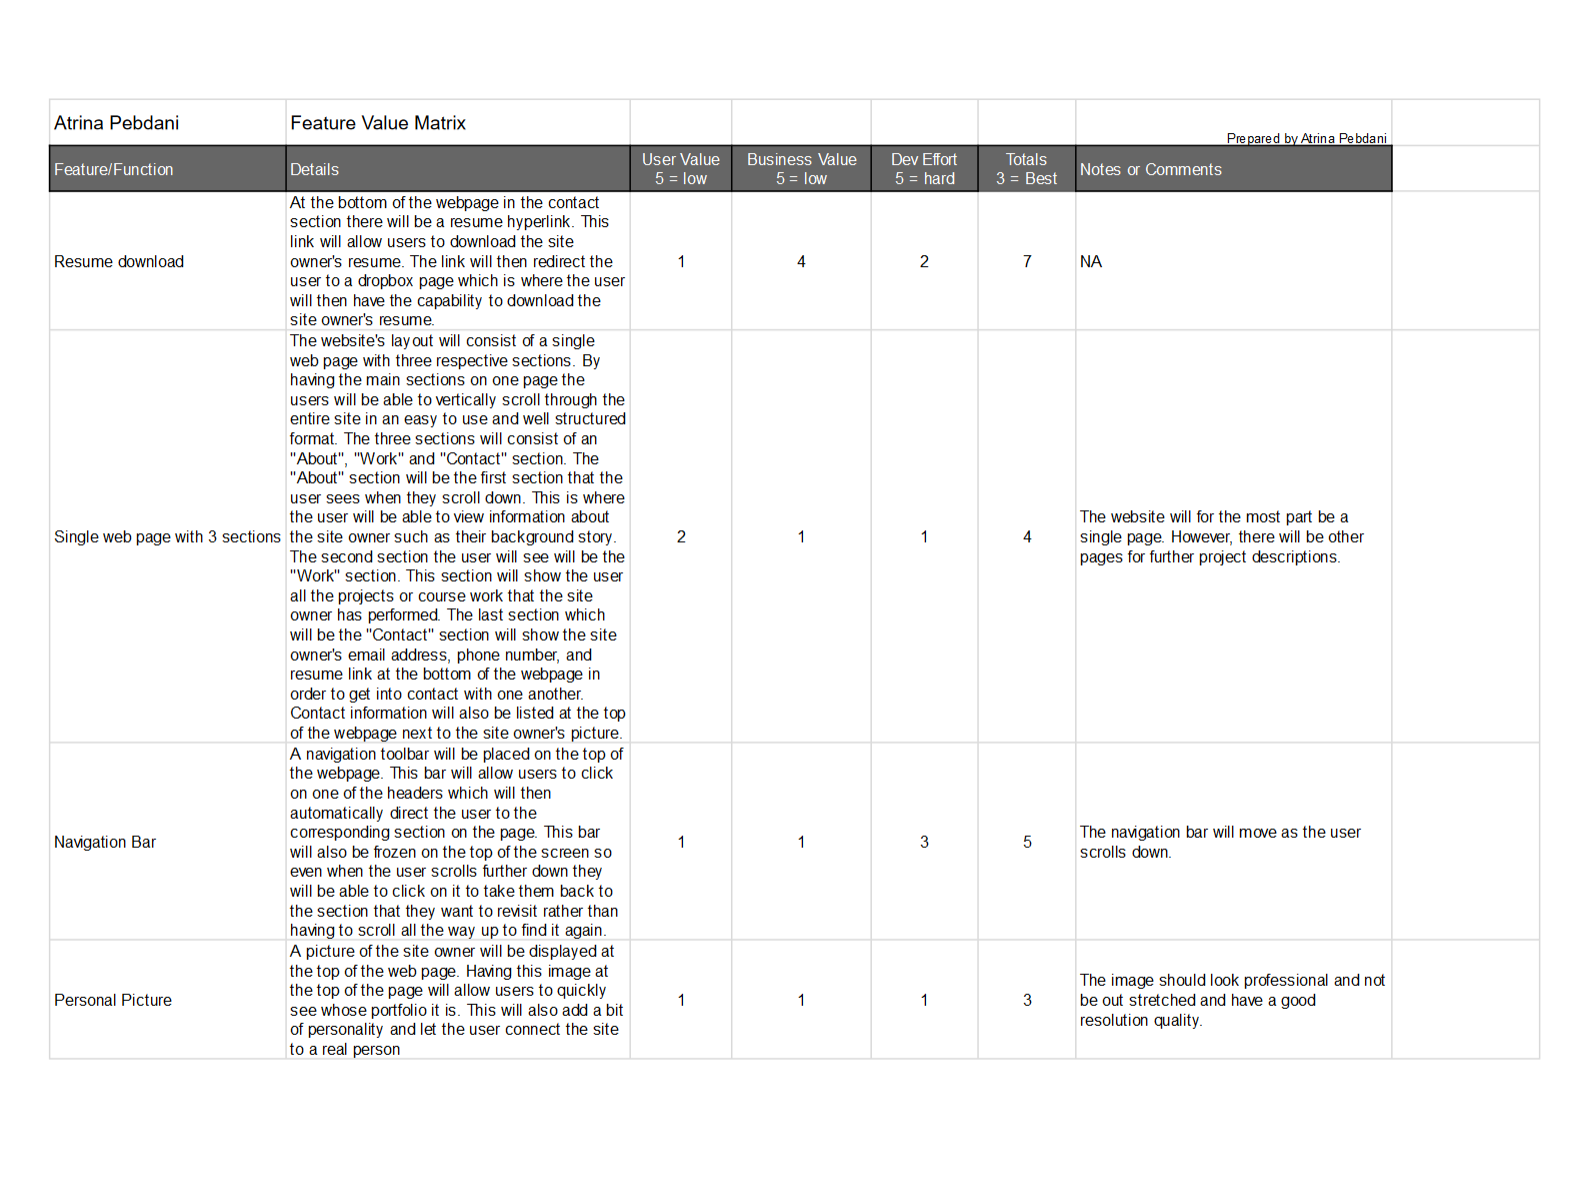 Atrina Pebdani
Feature Value Matrix
Prepared by Atrina Pebdani
Feature/Function
Details
User Value
5 = low
Business Value
5 = low
Dev Effort
5 = hard
Totals
3 = Best
Notes or Comments
Resume download
At the bottom of the webpage in the contact
section there will be a resume hyperlink. This
link will allow users to download the site
owner's resume. The link will then redirect the
user to a dropbox page which is where the user
will then have the capability to download the
site owner's resume.
1
4
2
7
NA
Single web page with 3 sections
The website's layout will consist of a single
web page with three respective sections. By
having the main sections on one page the
users will be able to vertically scroll through the
entire site in an easy to use and well structured
format. The three sections will consist of an
"About", "Work" and "Contact" section. The
"About" section will be the first section that the
user sees when they scroll down. This is where
the user will be able to view information about
the site owner such as their background story.
The second section the user will see will be the
"Work" section. This section will show the user
all the projects or course work that the site
owner has performed. The last section which
will be the "Contact" section will show the site
owner's email address, phone number, and
resume link at the bottom of the webpage in
order to get into contact with one another.
Contact information will also be listed at the top
of the webpage next to the site owner's picture.
2
1
1
4
The website will for the most part be a
single page. However, there will be other
pages for further project descriptions.
Navigation Bar
A navigation toolbar will be placed on the top of
the webpage. This bar will allow users to click
on one of the headers which will then
automatically direct the user to the
corresponding section on the page. This bar
will also be frozen on the top of the screen so
even when the user scrolls further down they
will be able to click on it to take them back to
the section that they want to revisit rather than
having to scroll all the way up to find it again.
1
1
3
5
The navigation bar will move as the user
scrolls down.
Personal Picture
A picture of the site owner will be displayed at
the top of the web page. Having this image at
the top of the page will allow users to quickly
see whose portfolio it is. This will also add a bit
of personality and let the user connect the site
to a real person
1
1
1
3
The image should look professional and not
be out stretched and have a good
resolution quality.